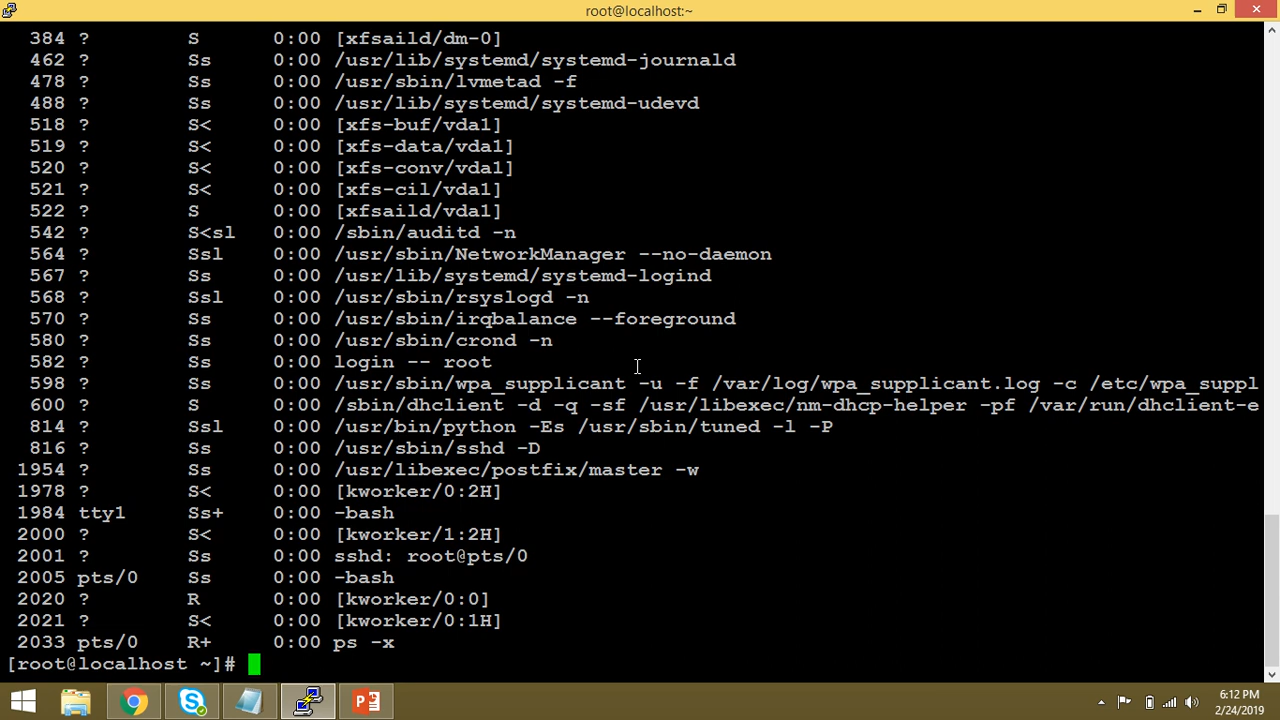 root@localhost:~
384 ? S 0:00 [xfsaild/dm-0]
462 ? Ss 0:00 /usr/lib/systemd/systemd-journald
478 ? Ss 0:00 /usr/sbin/lvmetad -f
488 ? Ss 0:00 /usr/lib/systemd/systemd-udevd
518 ? S< 0:00 [xfs-buf/vda1]
519 ? S< 0:00 [xfs-data/vda1]
520 ? S< 0:00 [xfs-conv/vda1]
521 ? S< 0:00 [xfs-cil/vda1]
522 ? S 0:00 [xfsaild/vda1]
542 ? S<sl 0:00 /sbin/auditd -n
564 ? Ssl 0:00 /usr/sbin/NetworkManager --no-daemon
567 ? Ss 0:00 /usr/lib/systemd/systemd-logind
568 ? Ssl 0:00 /usr/sbin/rsyslogd -n
570 ? Ss 0:00 /usr/sbin/irqbalance --foreground
580 ? Ss 0:00 /usr/sbin/crond -n
582 ? Ss 0:00 login -- root
598 ? Ss 0:00 /usr/sbin/wpa_supplicant -u -f /var/log/wpa_supplicant.log -c /etc/wpa_suppl
600 ? S 0:00 /sbin/dhclient -d -q -sf /usr/libexec/nm-dhcp-helper -pf /var/run/dhclient-e
814 ? Ssl 0:00 /usr/bin/python -Es /usr/sbin/tuned -l -P
816 ? Ss 0:00 /usr/sbin/sshd -D
1954 ? Ss 0:00 /usr/libexec/postfix/master -w
1978 ? S< 0:00 [kworker/0:2H]
1984 tty1 Ss+ 0:00 -bash
2000 ? S< 0:00 [kworker/1:2H]
2001 ? Ss 0:00 sshd: root@pts/0
2005 pts/0 Ss 0:00 -bash
2020 ? R 0:00 [kworker/0:0]
2021 ? S< 0:00 [kworker/0:1H]
2033 pts/0 R+ 0:00 ps -x
[root@localhost ~]#
6:12 PM
2/24/2019